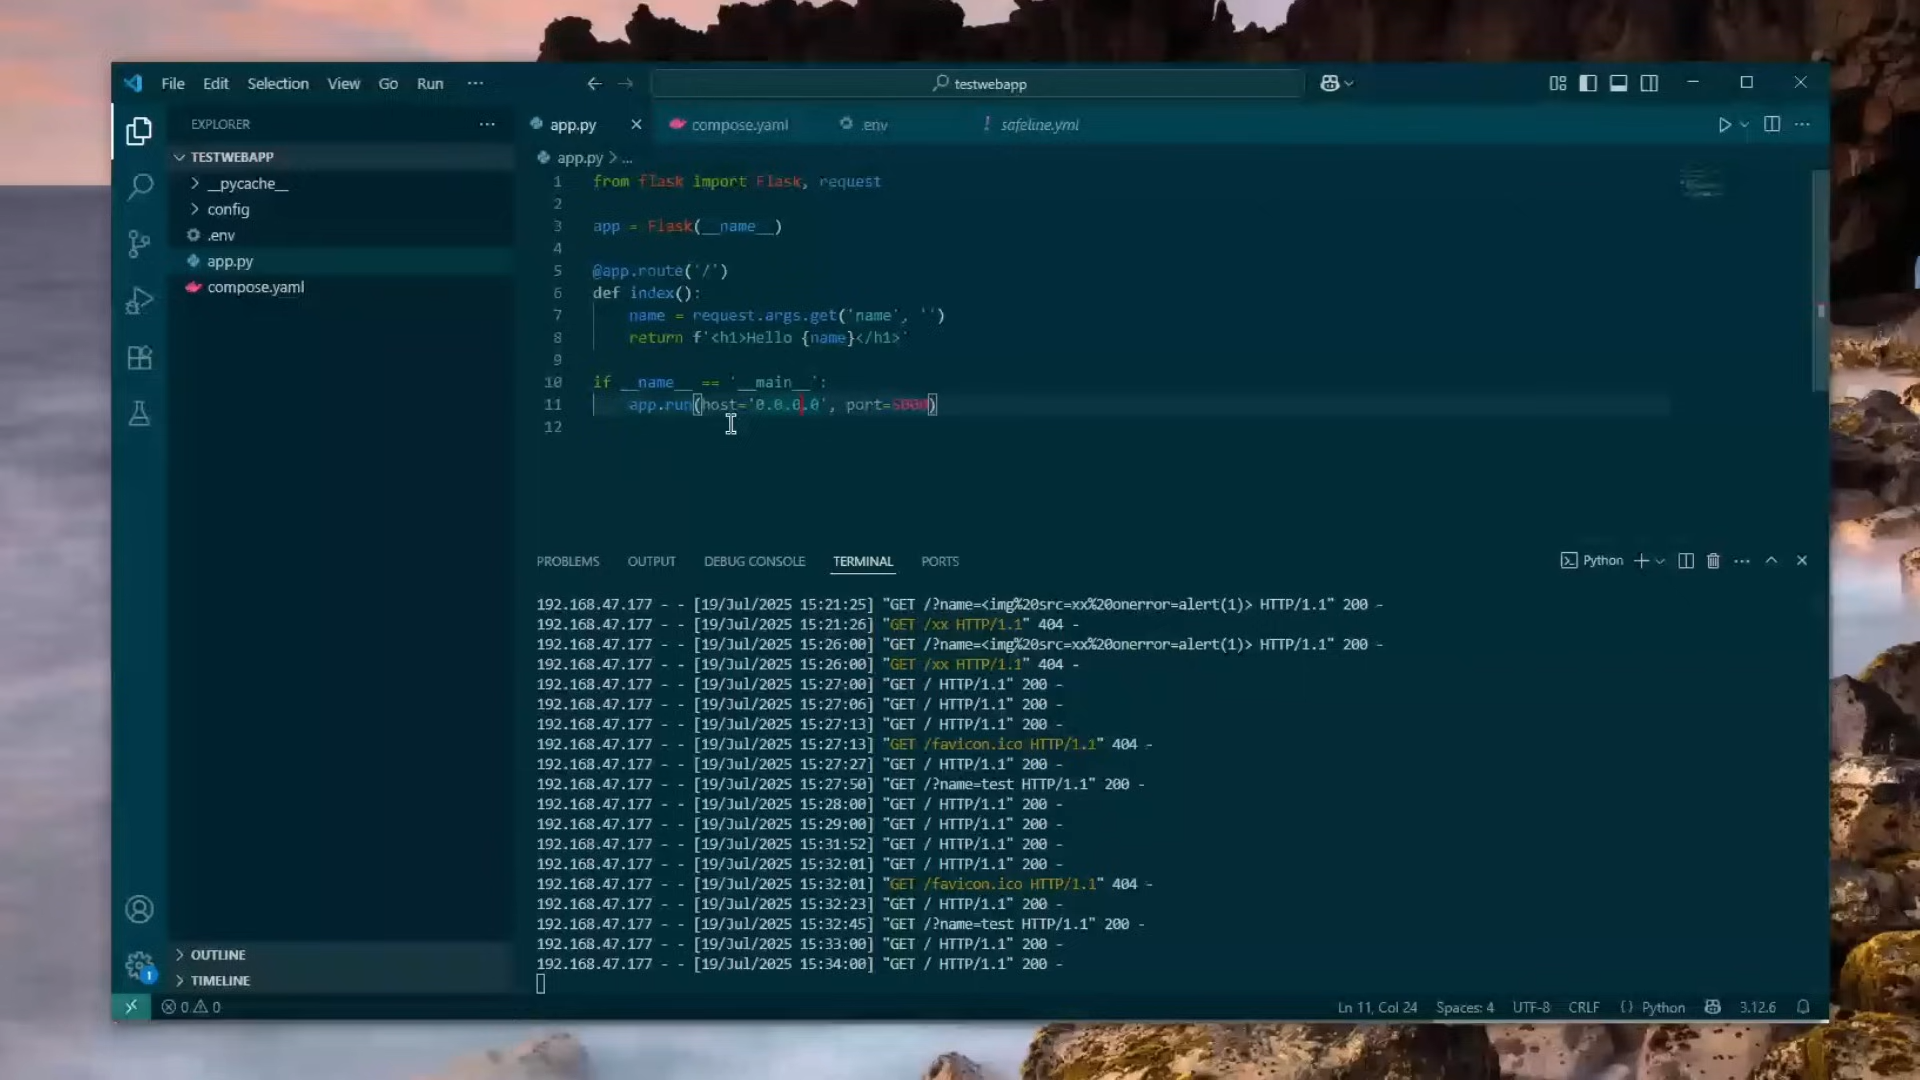 File Edit Selection View Go Run ···
testwebapp
EXPLORER ···
TESTWEBAPP
__pycache__
config
.env
app.py
compose.yaml
OUTLINE
TIMELINE
app.py
compose.yaml
.env
! safeline.yml
app.py > ...
1 from flask import Flask, request
2
3 app = Flask(__name__)
4
5 @app.route('/')
6 def index():
7 name = request.args.get('name', '')
8 return f'<h1>Hello {name}</h1>'
9
10 if __name__ == '__main__':
11 app.run(host='0.0.0.0', port=5000)
12
PROBLEMS OUTPUT DEBUG CONSOLE TERMINAL PORTS
Python
192.168.47.177 - - [19/Jul/2025 15:21:25] "GET /?name=<img%20src=xx%20onerror=alert(1)> HTTP/1.1" 200 -
192.168.47.177 - - [19/Jul/2025 15:21:26] "GET /xx HTTP/1.1" 404 -
192.168.47.177 - - [19/Jul/2025 15:26:00] "GET /?name=<img%20src=xx%20onerror=alert(1)> HTTP/1.1" 200 -
192.168.47.177 - - [19/Jul/2025 15:26:00] "GET /xx HTTP/1.1" 404 -
192.168.47.177 - - [19/Jul/2025 15:27:00] "GET / HTTP/1.1" 200 -
192.168.47.177 - - [19/Jul/2025 15:27:06] "GET / HTTP/1.1" 200 -
192.168.47.177 - - [19/Jul/2025 15:27:13] "GET / HTTP/1.1" 200 -
192.168.47.177 - - [19/Jul/2025 15:27:13] "GET /favicon.ico HTTP/1.1" 404 -
192.168.47.177 - - [19/Jul/2025 15:27:27] "GET / HTTP/1.1" 200 -
192.168.47.177 - - [19/Jul/2025 15:27:50] "GET /?name=test HTTP/1.1" 200 -
192.168.47.177 - - [19/Jul/2025 15:28:00] "GET / HTTP/1.1" 200 -
192.168.47.177 - - [19/Jul/2025 15:29:00] "GET / HTTP/1.1" 200 -
192.168.47.177 - - [19/Jul/2025 15:31:52] "GET / HTTP/1.1" 200 -
192.168.47.177 - - [19/Jul/2025 15:32:01] "GET / HTTP/1.1" 200 -
192.168.47.177 - - [19/Jul/2025 15:32:01] "GET /favicon.ico HTTP/1.1" 404 -
192.168.47.177 - - [19/Jul/2025 15:32:23] "GET / HTTP/1.1" 200 -
192.168.47.177 - - [19/Jul/2025 15:32:45] "GET /?name=test HTTP/1.1" 200 -
192.168.47.177 - - [19/Jul/2025 15:33:00] "GET / HTTP/1.1" 200 -
192.168.47.177 - - [19/Jul/2025 15:34:00] "GET / HTTP/1.1" 200 -
1
0 0 Ln 11, Col 24 Spaces: 4 UTF-8 CRLF {} Python 3.12.6